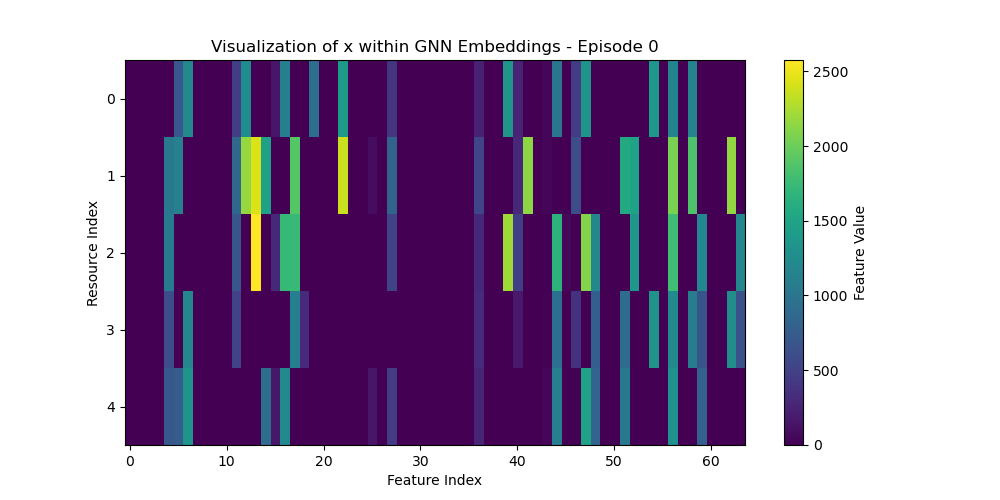 Visualization of x within GNN Embeddings - Episode 0
Resource Index
0
1
2
3
4
0 10 20 30 40 50 60
Feature Index
2500
2000
1500
1000
500
0
Feature Value